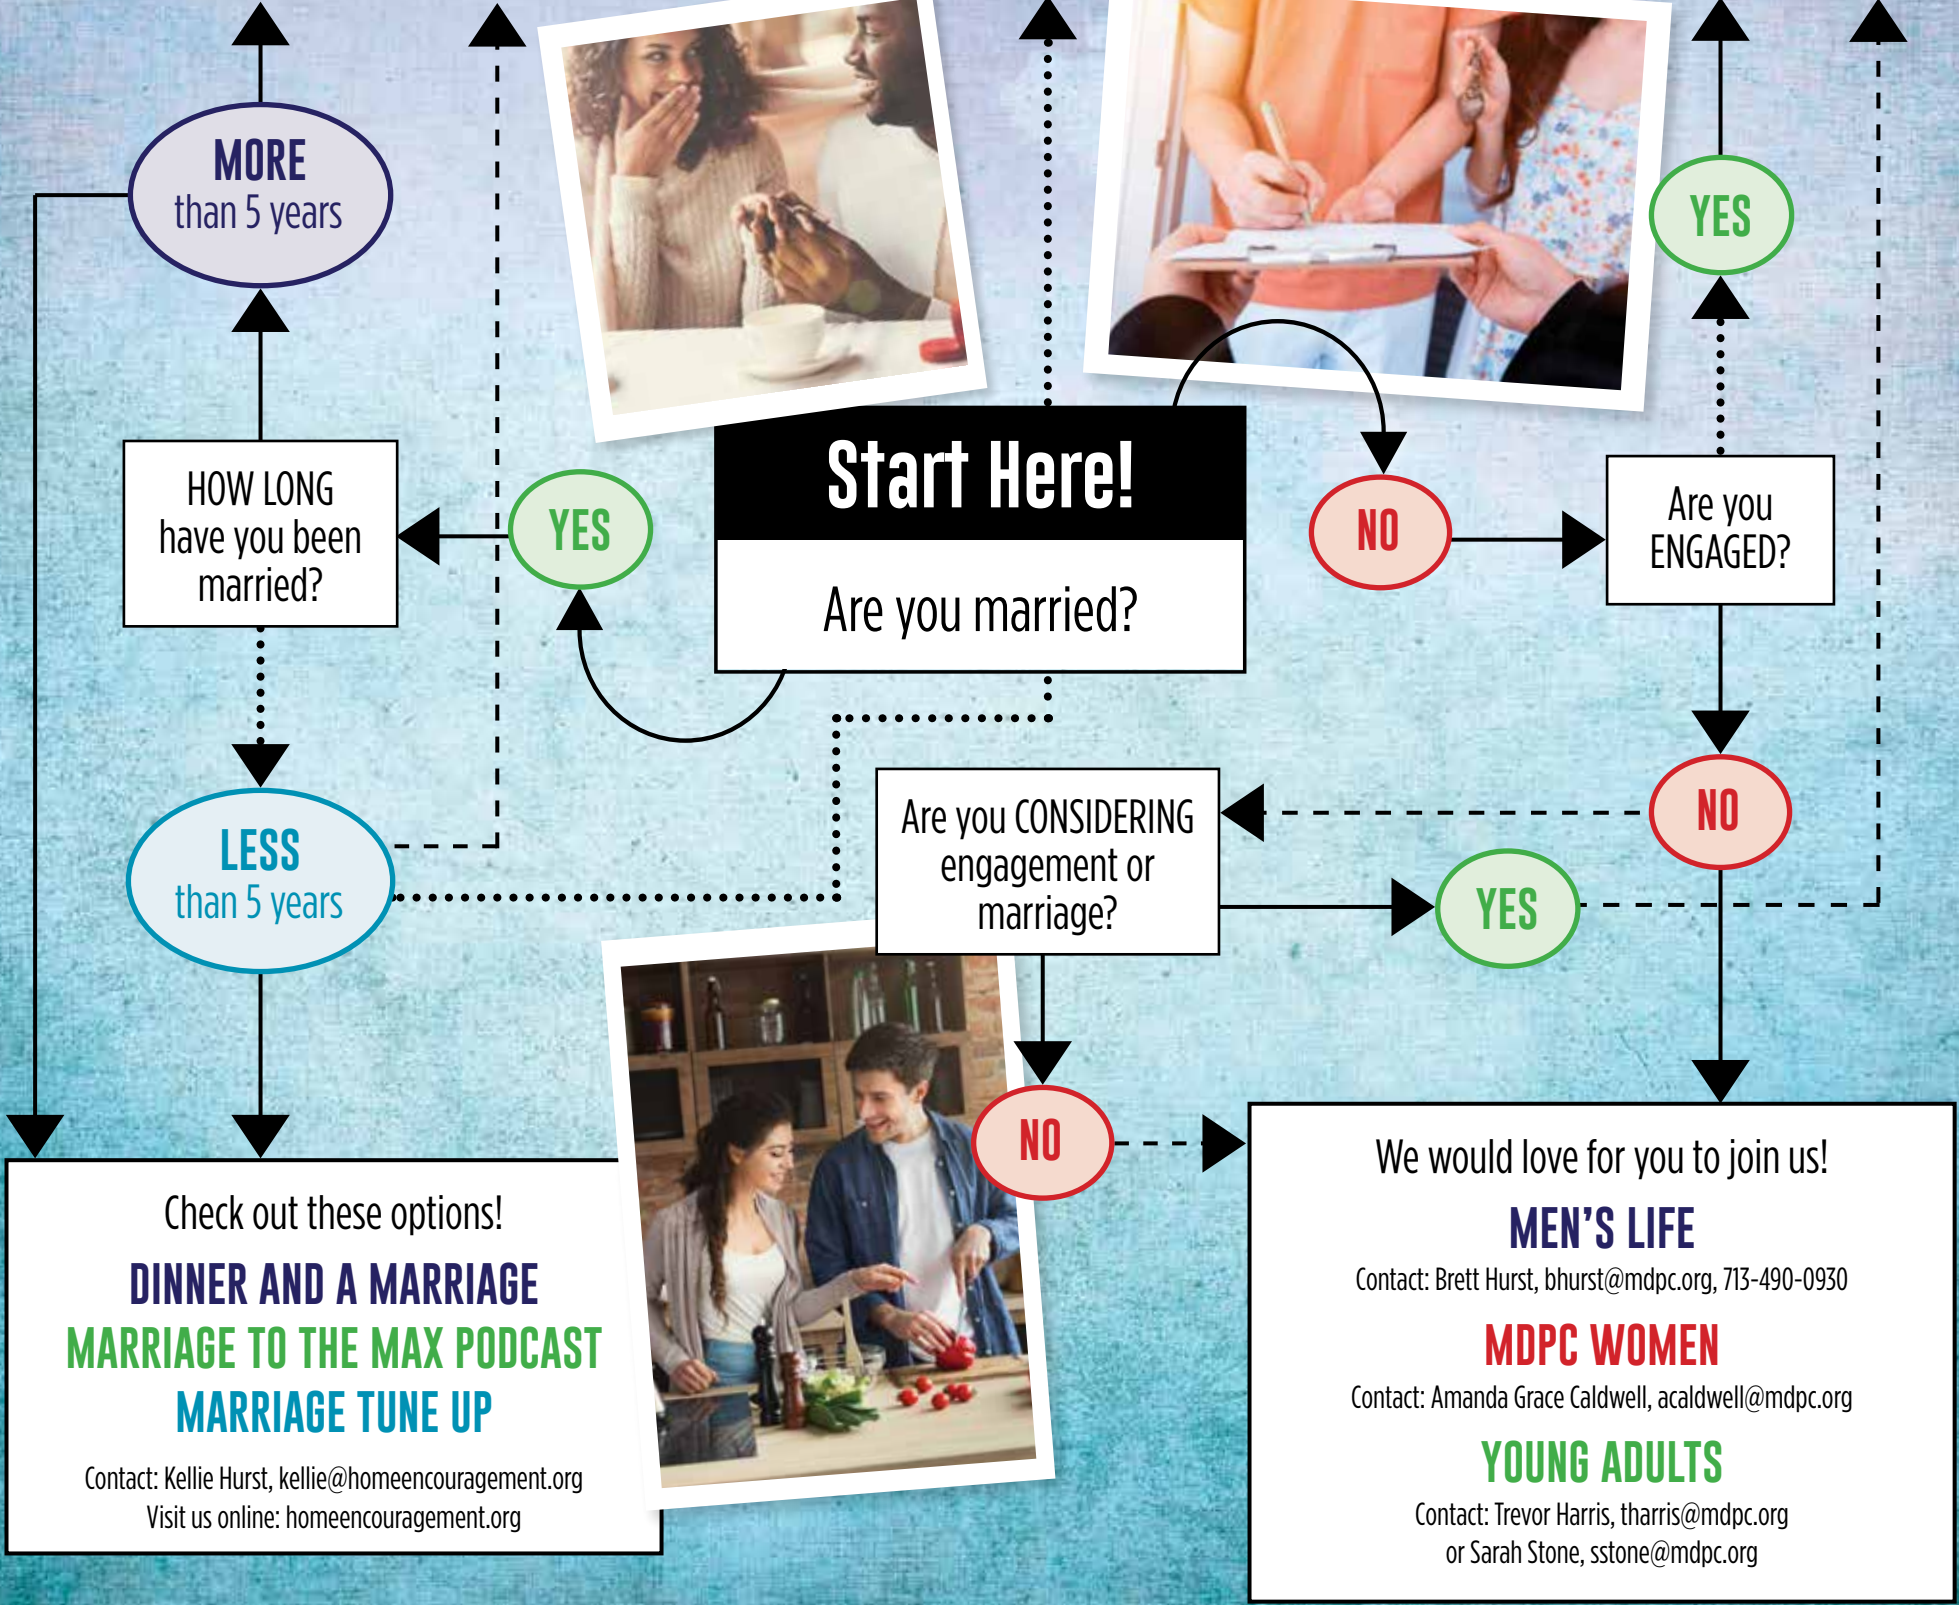 MORE
than 5 years
YES
HOW LONG
have you been
married?
YES
Start Here!
Are you married?
NO
Are you
ENGAGED?
LESS
than 5 years
Are you CONSIDERING
engagement or
marriage?
NO
YES
NO
Check out these options!
DINNER AND A MARRIAGE
MARRIAGE TO THE MAX PODCAST
MARRIAGE TUNE UP
Contact: Kellie Hurst, kellie@homeencouragement.org
Visit us online: homeencouragement.org
We would love for you to join us!
MEN'S LIFE
Contact: Brett Hurst, bhurst@mdpc.org, 713-490-0930
MDPC WOMEN
Contact: Amanda Grace Caldwell, acaldwell@mdpc.org
YOUNG ADULTS
Contact: Trevor Harris, tharris@mdpc.org
or Sarah Stone, sstone@mdpc.org